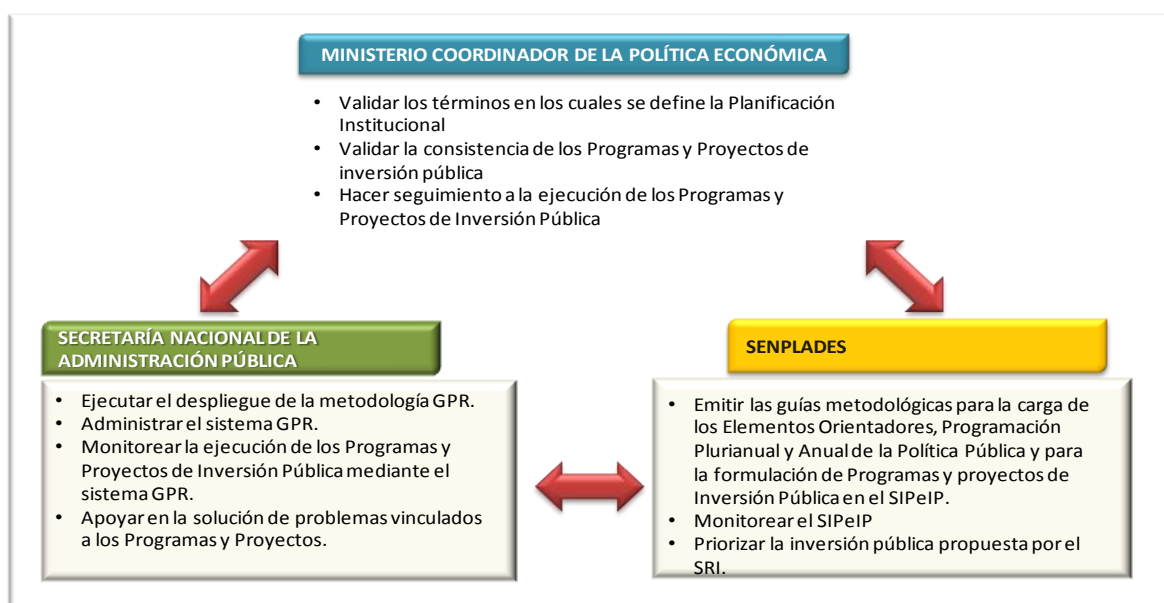 MINISTERIO COORDINADOR DE LA POLÍTICA ECONÓMICA
• Validar los términos en los cuales se define la Planificación
Institucional
• Validar la consistencia de los Programas y Proyectos de
inversión pública
• Hacer seguimiento a la ejecución de los Programas y
Proyectos de Inversión Pública
SECRETARÍA NACIONAL DE LA
ADMINISTRACIÓN PÚBLICA
• Ejecutar el despliegue de la metodología GPR.
• Administrar el sistema GPR.
• Monitorear la ejecución de los Programas y
Proyectos de Inversión Pública mediante el
sistema GPR.
• Apoyar en la solución de problemas vinculados
a los Programas y Proyectos.
SENPLADES
• Emitir las guías metodológicas para la carga de
los Elementos Orientadores, Programación
Plurianual y Anual de la Política Pública y para
la formulación de Programas y proyectos de
Inversión Pública en el SIPeIP.
• Monitorear el SIPeIP
• Priorizar la inversión pública propuesta por el
SRI.